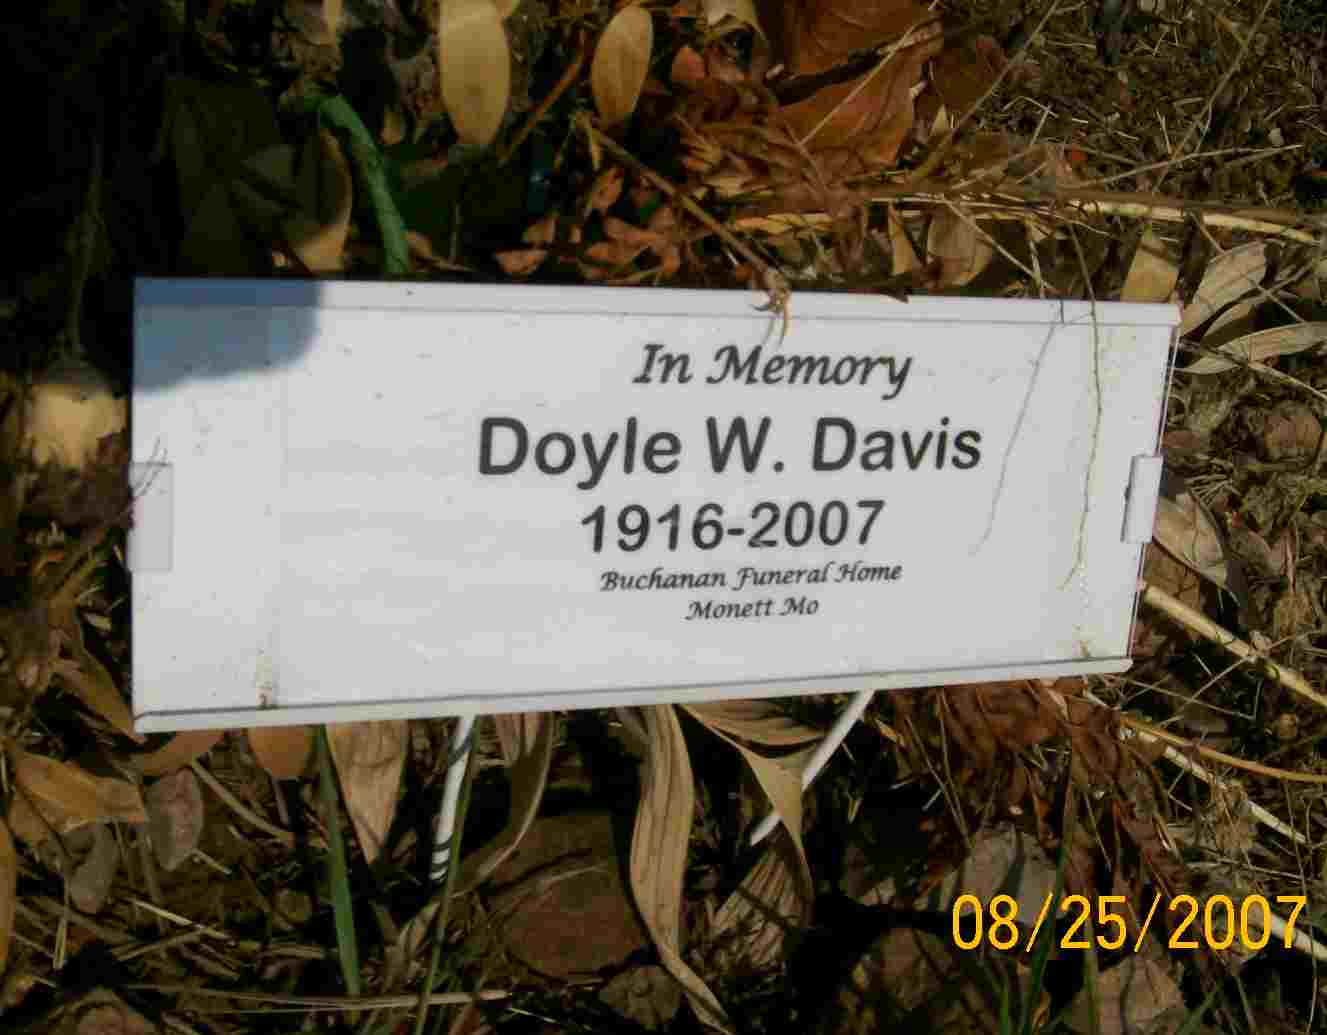 In Memory
Doyle W. Davis
1916-2007
Buchanan Funeral Home
Monett Mo
08/25/2007